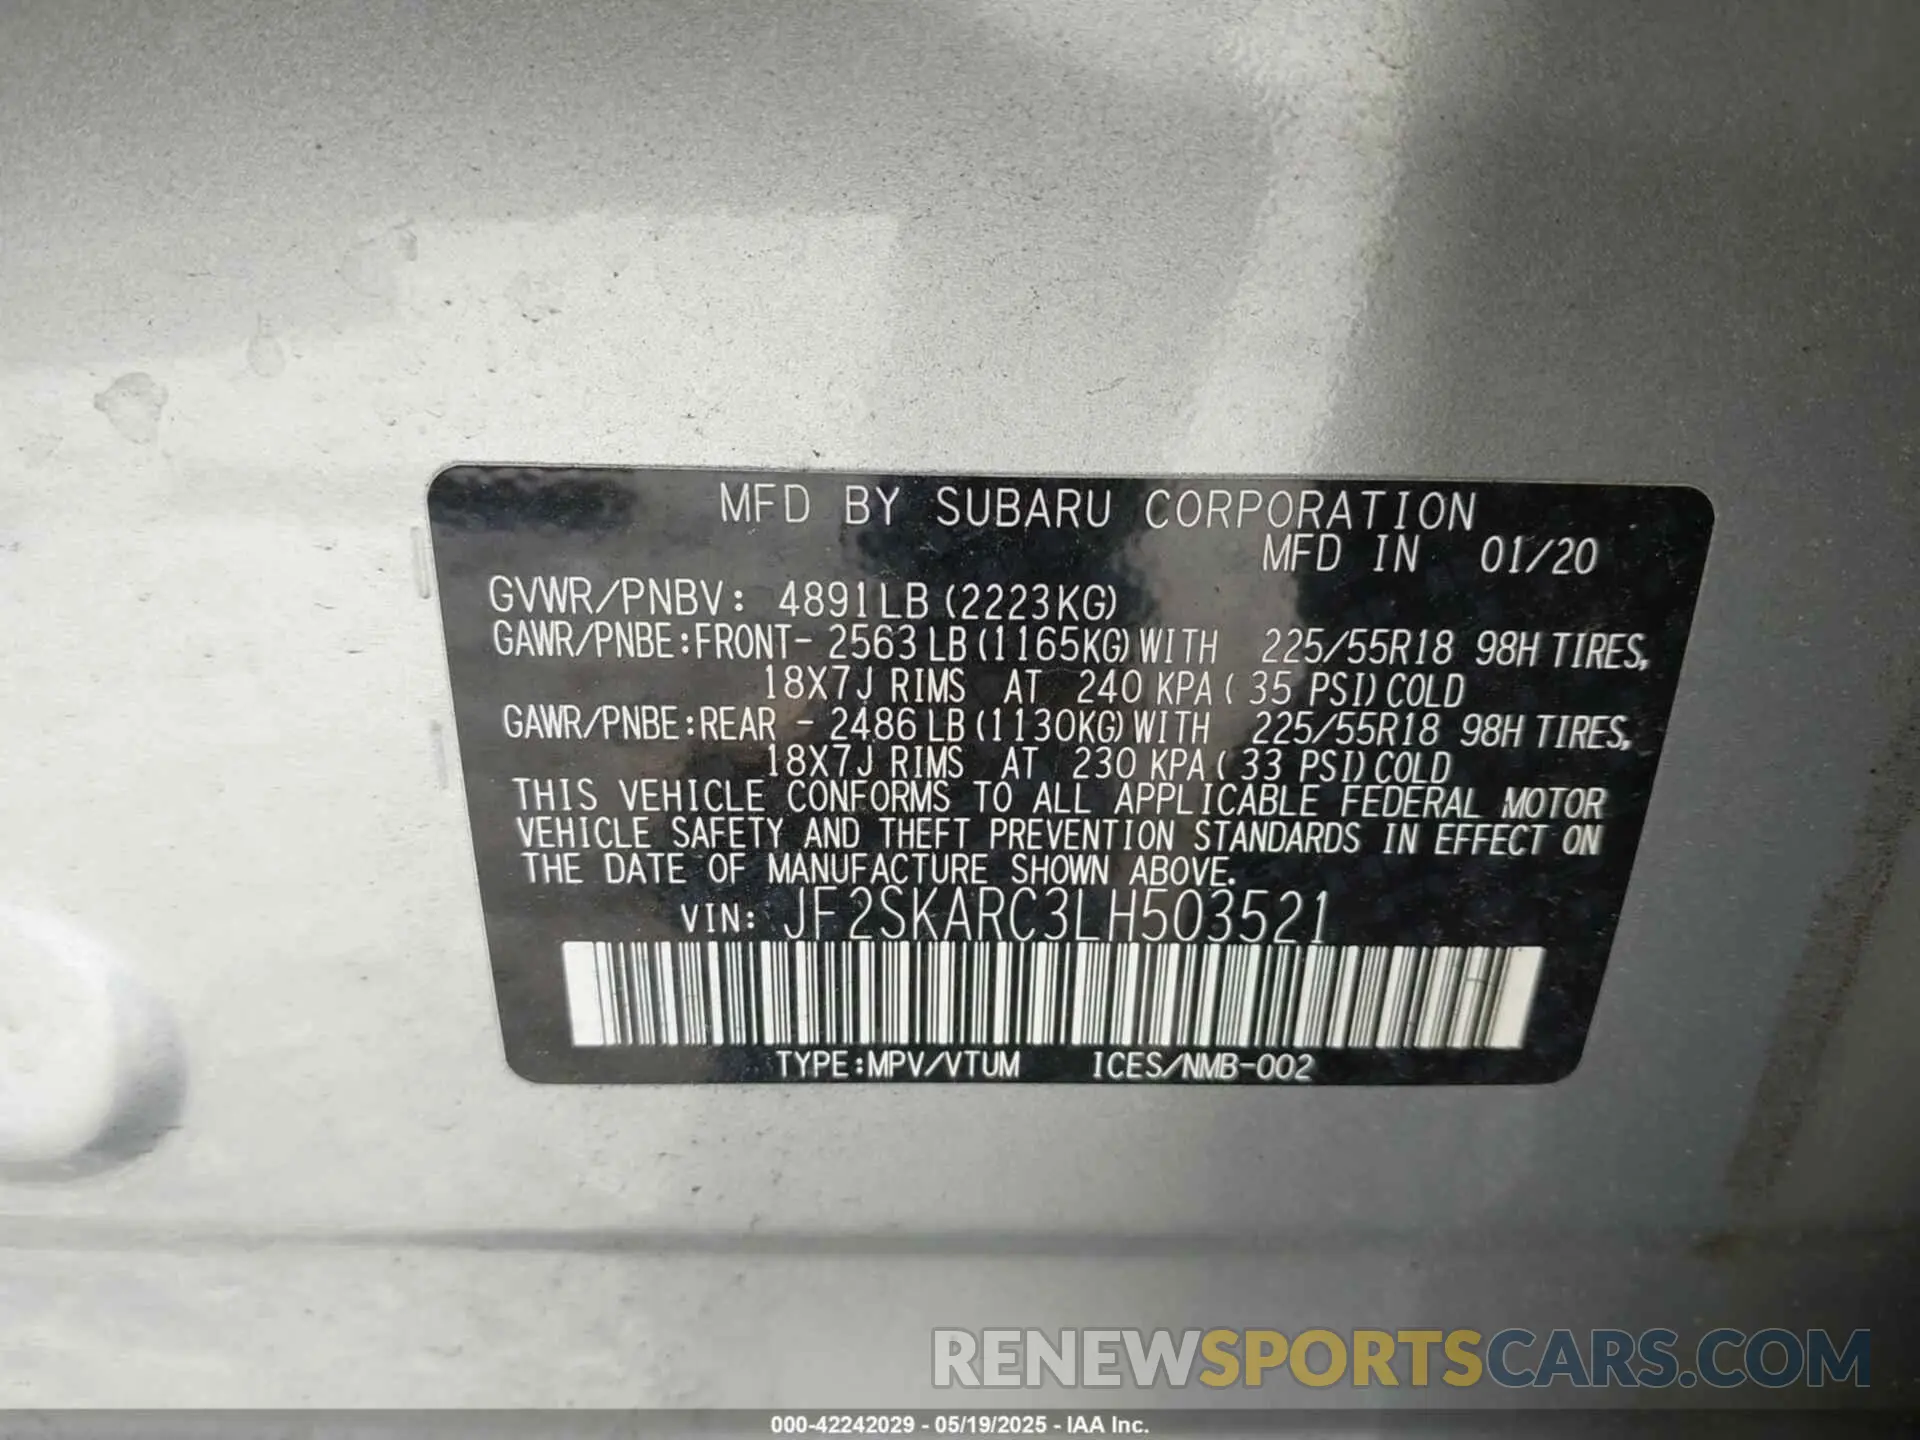 MFD BY SUBARU CORPORATION
MFD IN 01/20
GVWR/PNBV: 4891LB (2223KG)
GAWR/PNBE:FRONT- 2563 LB (1165KG) WITH 225/55R18 98H TIRES,
18X7J RIMS AT 240 KPA ( 35 PSI) COLD
GAWR/PNBE:REAR - 2486 LB (1130KG) WITH 225/55R18 98H TIRES,
18X7J RIMS AT 230 KPA ( 33 PSI) COLD
THIS VEHICLE CONFORMS TO ALL APPLICABLE FEDERAL MOTOR
VEHICLE SAFETY AND THEFT PREVENTION STANDARDS IN EFFECT ON
THE DATE OF MANUFACTURE SHOWN ABOVE.
VIN: JF2SKARC3LH503521
TYPE:MPV/VTUM ICES/NMB-002
RENEWSPORTSCARS.COM
000-42242029 - 05/19/2025 - IAA Inc.